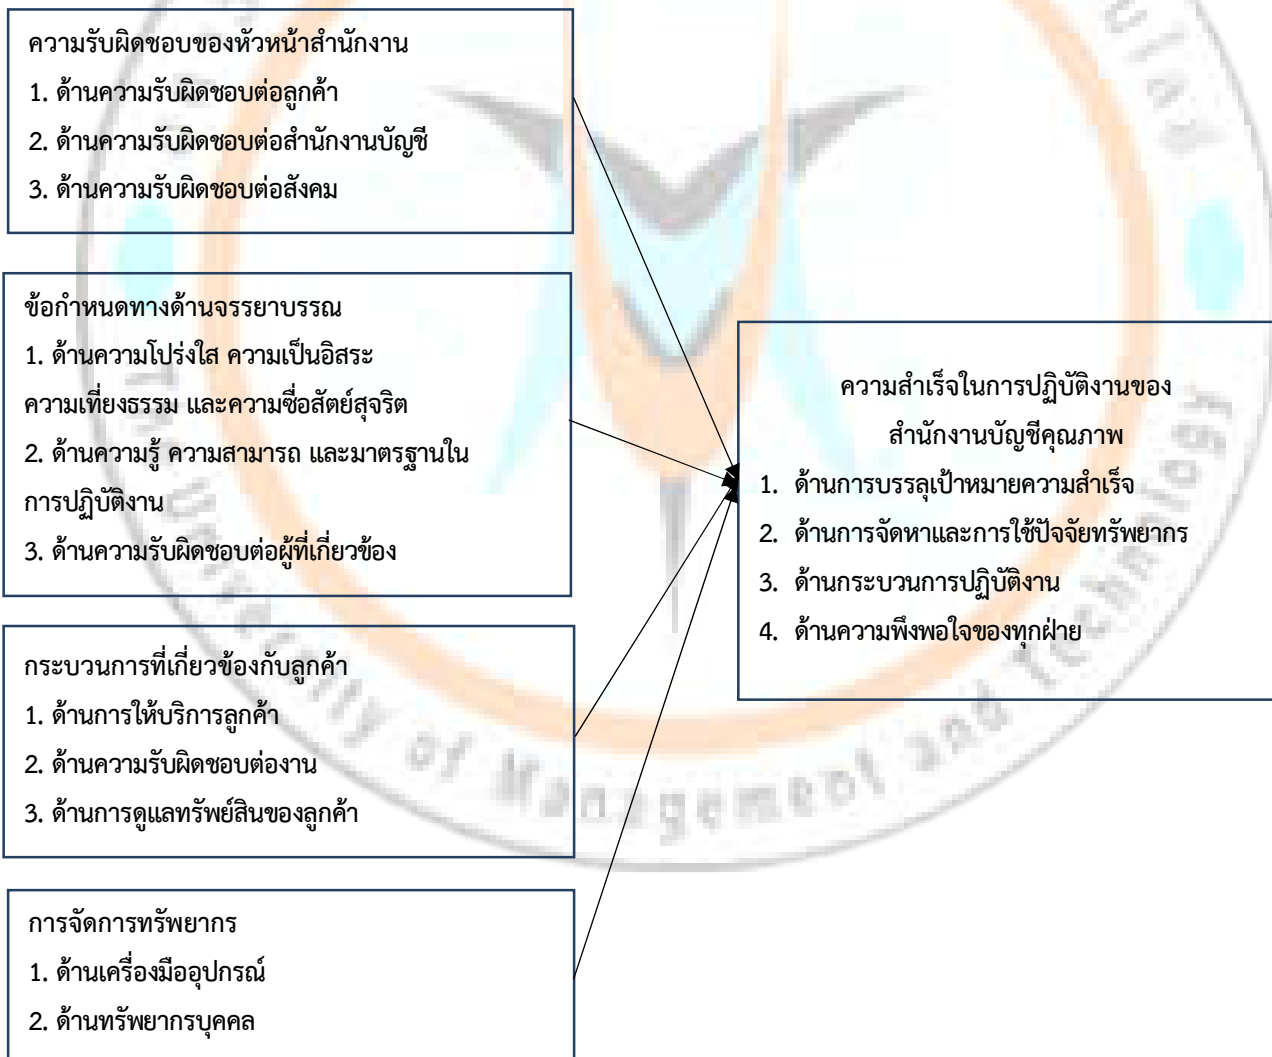 ความรับผิดชอบของหัวหน้าสำนักงาน
1. ด้านความรับผิดชอบต่อลูกค้า
2. ด้านความรับผิดชอบต่อสำนักงานบัญชี
3. ด้านความรับผิดชอบต่อสังคม
ข้อกำหนดทางด้านจรรยาบรรณ
1. ด้านความโปร่งใส ความเป็นอิสระ
ความเที่ยงธรรม และความซื่อสัตย์สุจริต
2. ด้านความรู้ ความสามารถ และมาตรฐานใน
การปฏิบัติงาน
3. ด้านความรับผิดชอบต่อผู้ที่เกี่ยวข้อง
กระบวนการที่เกี่ยวข้องกับลูกค้า
1. ด้านการให้บริการลูกค้า
2. ด้านความรับผิดชอบต่องาน
3. ด้านการดูแลทรัพย์สินของลูกค้า
การจัดการทรัพยากร
1. ด้านเครื่องมืออุปกรณ์
2. ด้านทรัพยากรบุคคล
ความสำเร็จในการปฏิบัติงานของ
สำนักงานบัญชีคุณภาพ
1. ด้านการบรรลุเป้าหมายความสำเร็จ
2. ด้านการจัดหาและการใช้ปัจจัยทรัพยากร
3. ด้านกระบวนการปฏิบัติงาน
4. ด้านความพึงพอใจของทุกฝ่าย
The University of Management and Technology